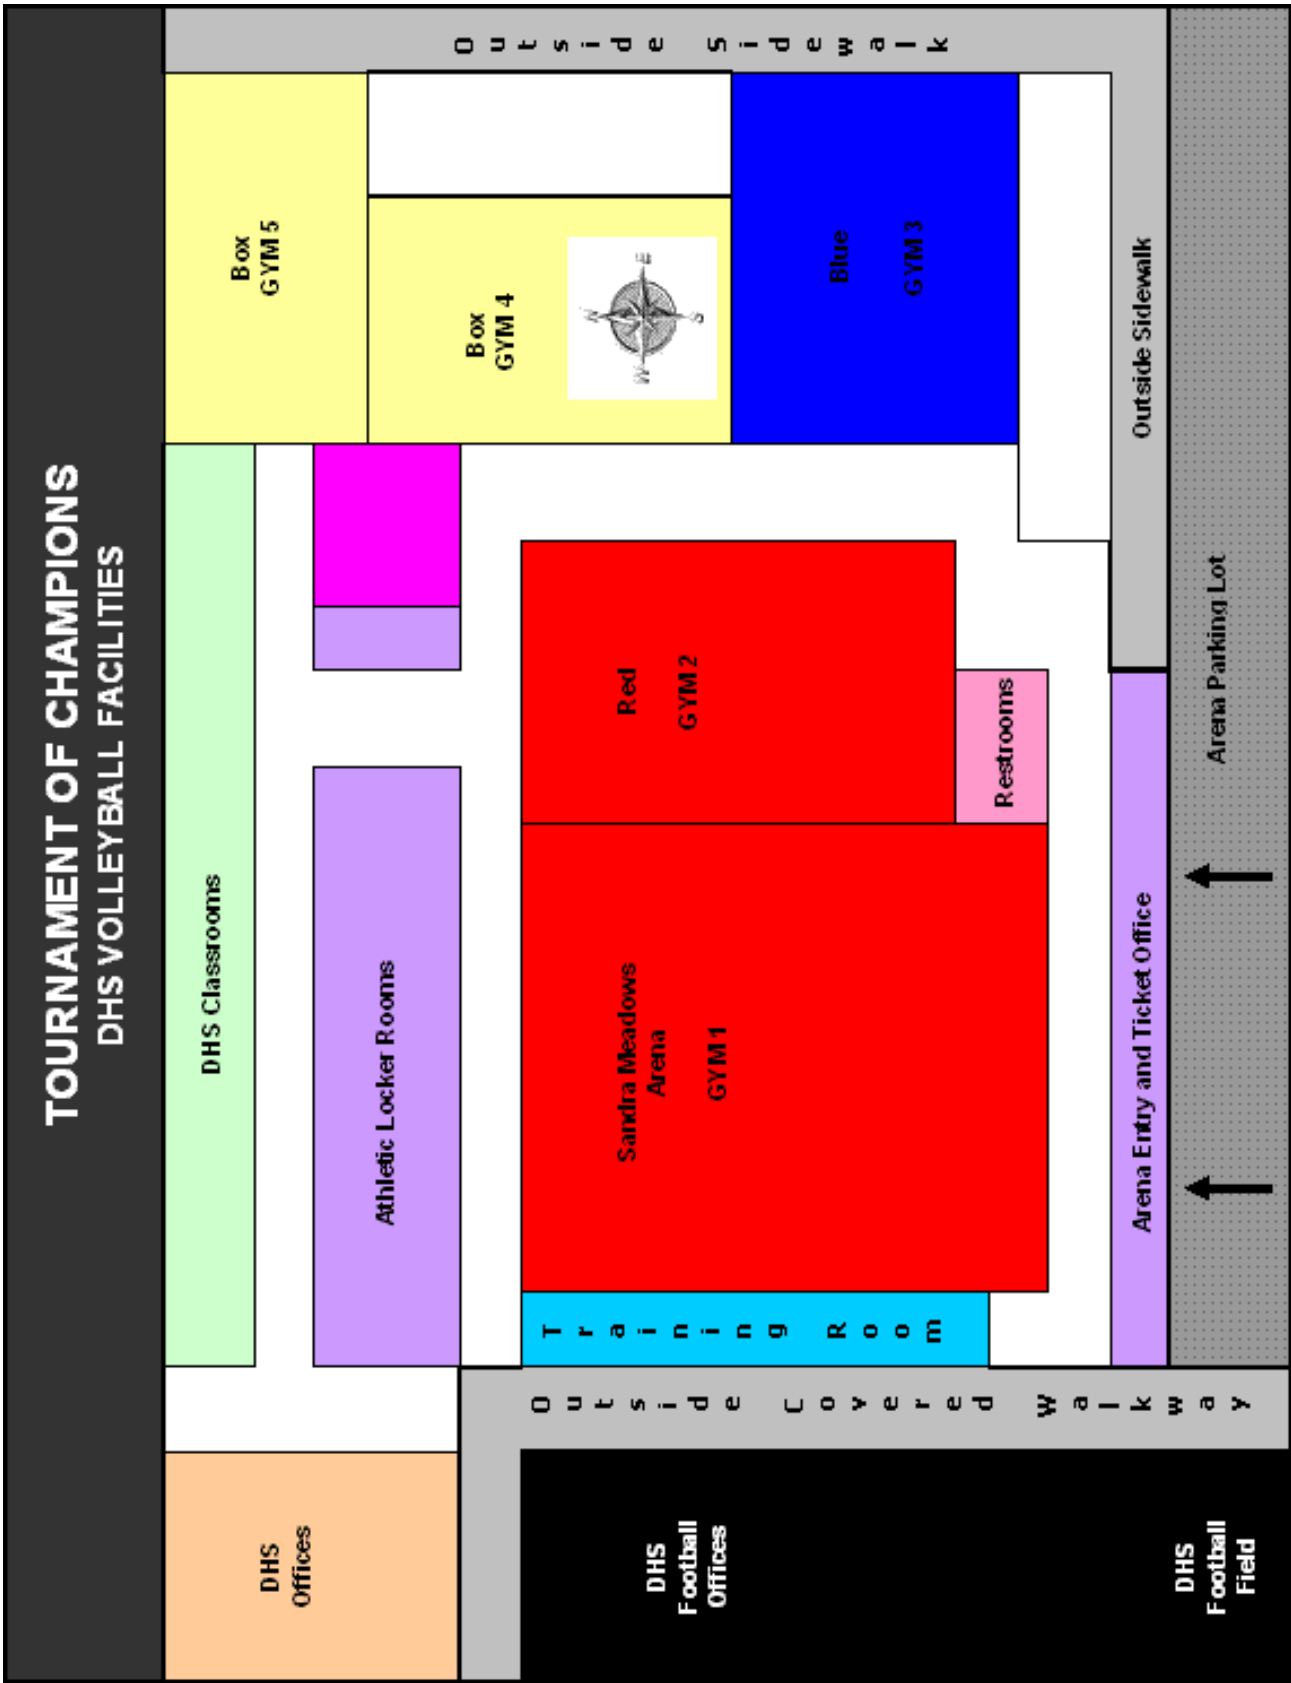 TOURNAMENT OF CHAMPIONS
DHS VOLLEYBALL FACILITIES
DHS
Offices
DHS Classrooms
Box
GYM 5
Athletic Locker Rooms
Box
GYM 4
N
W
E
S
Outside Sidewalk
DHS
Football
Offices
Outside Covered Walkway
Training Room
Sandra Meadows
Arena
GYM 1
Red
GYM 2
Blue
GYM 3
Restrooms
Arena Entry and Ticket Office
Outside Sidewalk
DHS
Football
Field
Arena Parking Lot